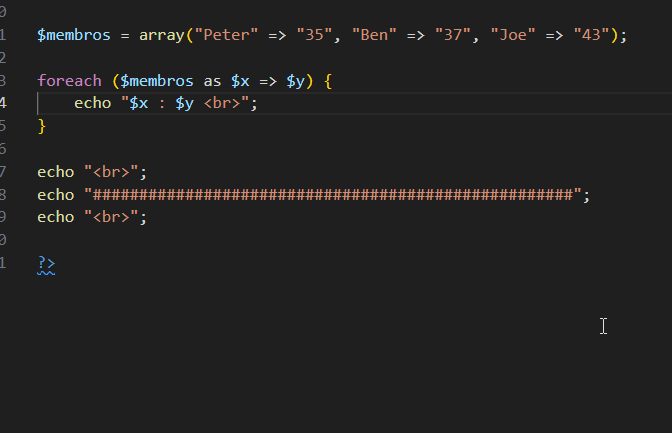 0
1 $membros = array("Peter" => "35", "Ben" => "37", "Joe" => "43");
2
3 foreach ($membros as $x => $y) {
4     echo "$x : $y <br>";
5 }
6
7 echo "<br>";
8 echo "####################################################";
9 echo "<br>";
0
1 ?>